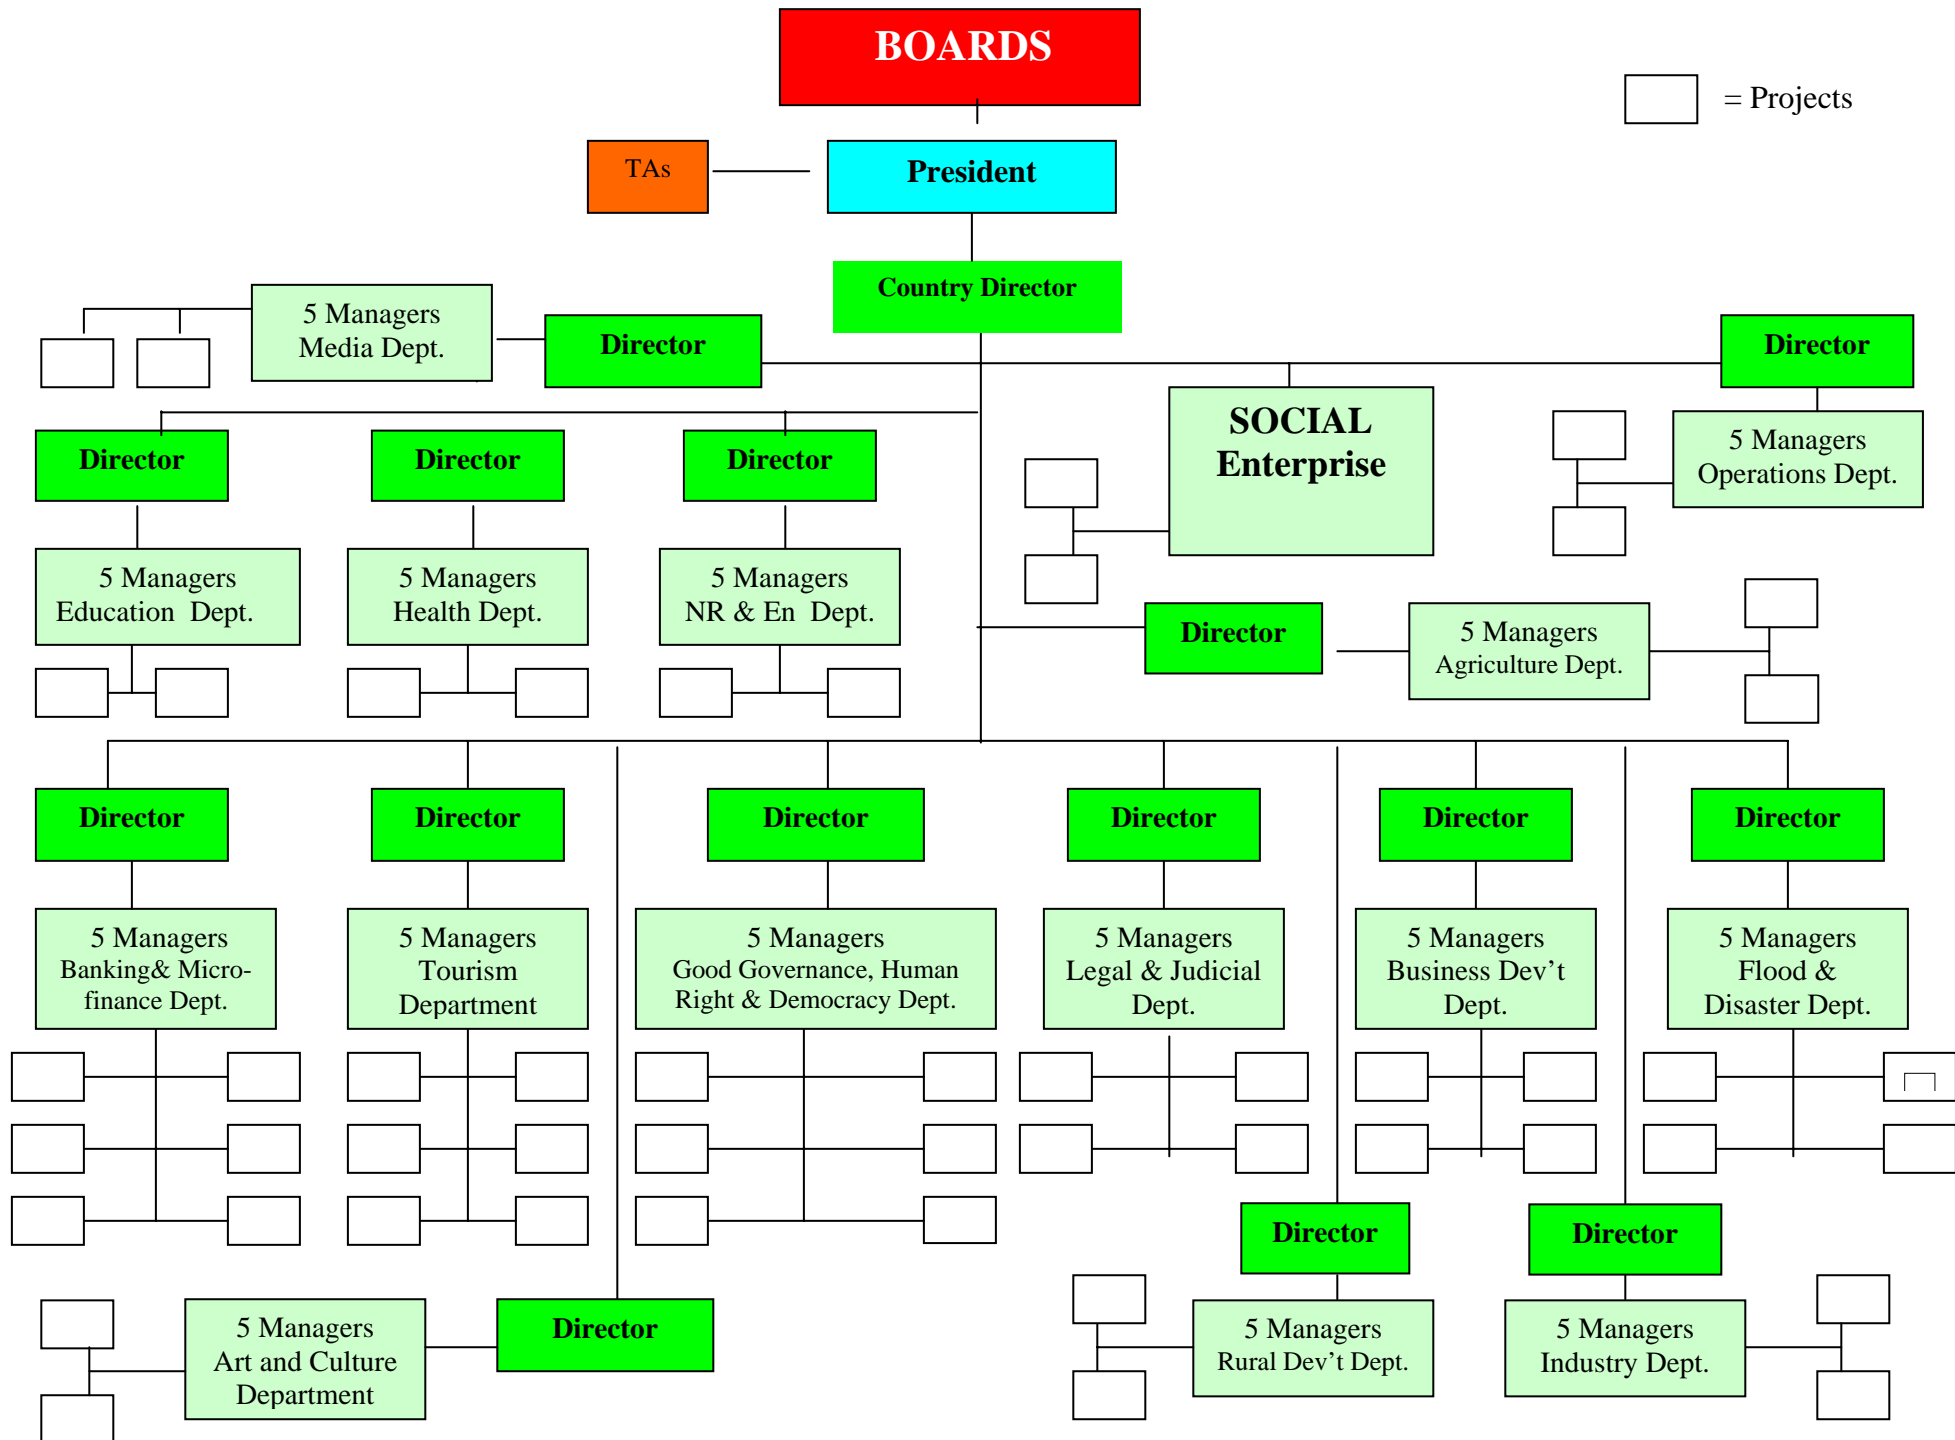 BOARDS
= Projects
TAs
President
Country Director
5 Managers
Media Dept.
Director
Director
SOCIAL
Enterprise
5 Managers
Operations Dept.
Director
Director
Director
5 Managers
Education  Dept.
5 Managers
Health Dept.
5 Managers
NR & En  Dept.
Director
5 Managers
Agriculture Dept.
Director
Director
Director
Director
Director
Director
5 Managers
Banking& Micro-
finance Dept.
5 Managers
Tourism
Department
5 Managers
Good Governance, Human
Right & Democracy Dept.
5 Managers
Legal & Judicial
Dept.
5 Managers
Business Dev’t
Dept.
5 Managers
Flood &
Disaster Dept.
Director
Director
5 Managers
Art and Culture
Department
Director
5 Managers
Rural Dev’t Dept.
5 Managers
Industry Dept.